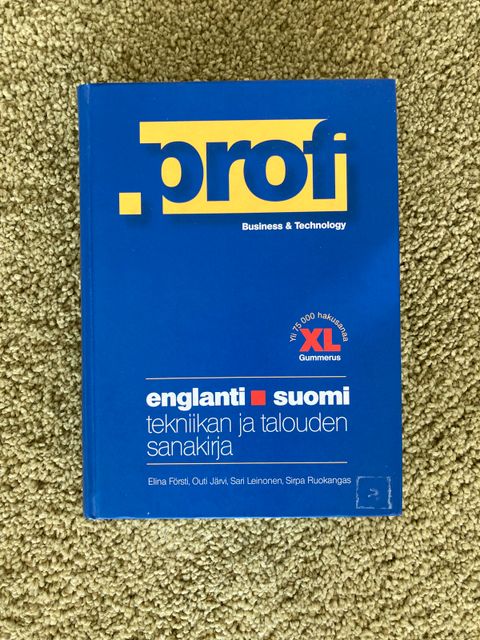 .prof
Business & Technology
Yli 75 000 hakusanaa
XL
Gummerus
englanti ■ suomi
tekniikan ja talouden
sanakirja
Elina Försti, Outi Järvi, Sari Leinonen, Sirpa Ruokangas